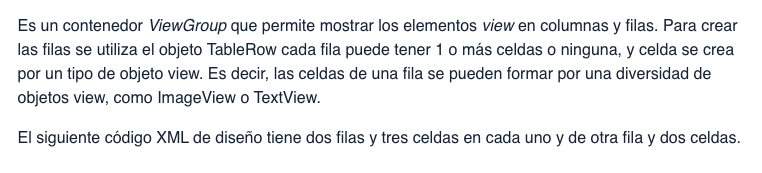 Es un contenedor ViewGroup que permite mostrar los elementos view en columnas y filas. Para crear
las filas se utiliza el objeto TableRow cada fila puede tener 1 o más celdas o ninguna, y celda se crea
por un tipo de objeto view. Es decir, las celdas de una fila se pueden formar por una diversidad de
objetos view, como ImageView o TextView.
El siguiente código XML de diseño tiene dos filas y tres celdas en cada uno y de otra fila y dos celdas.